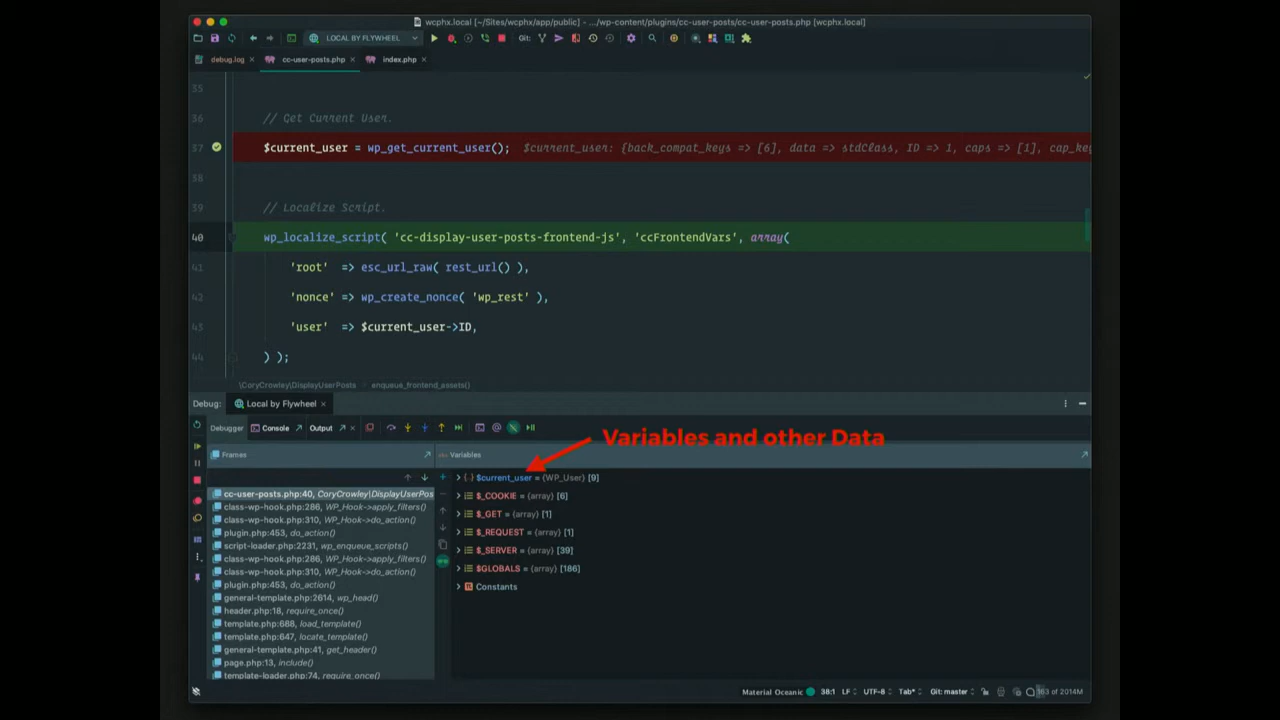 wcphx.local [~/Sites/wcphx/app/public] - .../wp-content/plugins/cc-user-posts/cc-user-posts.php [wcphx.local]
LOCAL BY FLYWHEEL Git:
debug.log cc-user-posts.php index.php
35
36 // Get Current User.
37 $current_user = wp_get_current_user(); $current_user: {back_compat_keys => [6], data => stdClass, ID => 1, caps => [1], cap_key
38
39 // Localize Script.
40 wp_localize_script( 'cc-display-user-posts-frontend-js', 'ccFrontendVars', array(
41 'root' => esc_url_raw( rest_url() ),
42 'nonce' => wp_create_nonce( 'wp_rest' ),
43 'user' => $current_user->ID,
44 ) );
\CoryCrowley\DisplayUserPosts enqueue_frontend_assets()
Debug: Local by Flywheel
Debugger Console Output
Variables and other Data
Frames Variables
$current_user = {WP_User} [9]
$_COOKIE = {array} [6]
$_GET = {array} [1]
$_REQUEST = {array} [1]
$_SERVER = {array} [39]
$GLOBALS = {array} [186]
Constants
cc-user-posts.php:40, CoryCrowley\DisplayUserPos
class-wp-hook.php:286, WP_Hook->apply_filters()
class-wp-hook.php:310, WP_Hook->do_action()
plugin.php:453, do_action()
script-loader.php:2231, wp_enqueue_scripts()
class-wp-hook.php:286, WP_Hook->apply_filters()
class-wp-hook.php:310, WP_Hook->do_action()
plugin.php:453, do_action()
general-template.php:2614, wp_head()
header.php:18, require_once()
template.php:688, load_template()
template.php:647, locate_template()
general-template.php:41, get_header()
page.php:13, include()
template-loader.php:74, require_once()
Material Oceanic 38:1 LF UTF-8 Tab* Git: master 163 of 2014M